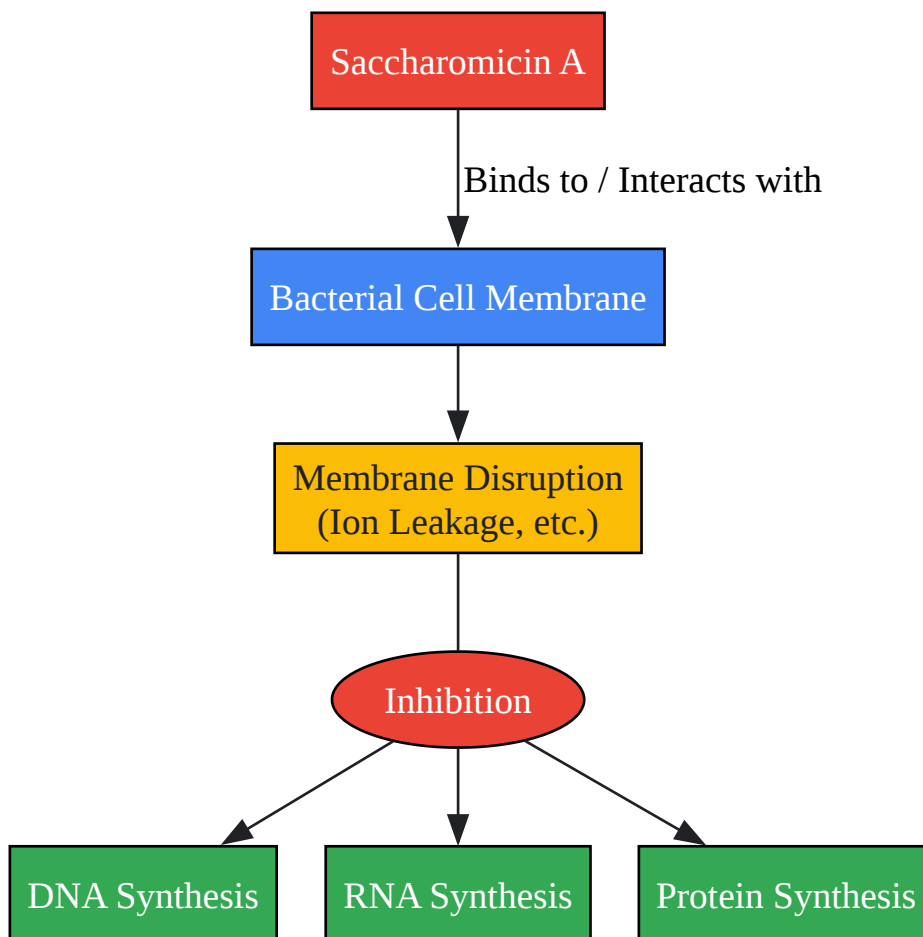 Saccharomicin A
Binds to / Interacts with
Bacterial Cell Membrane
Membrane Disruption
(Ion Leakage, etc.)
Inhibition
DNA Synthesis
RNA Synthesis
Protein Synthesis